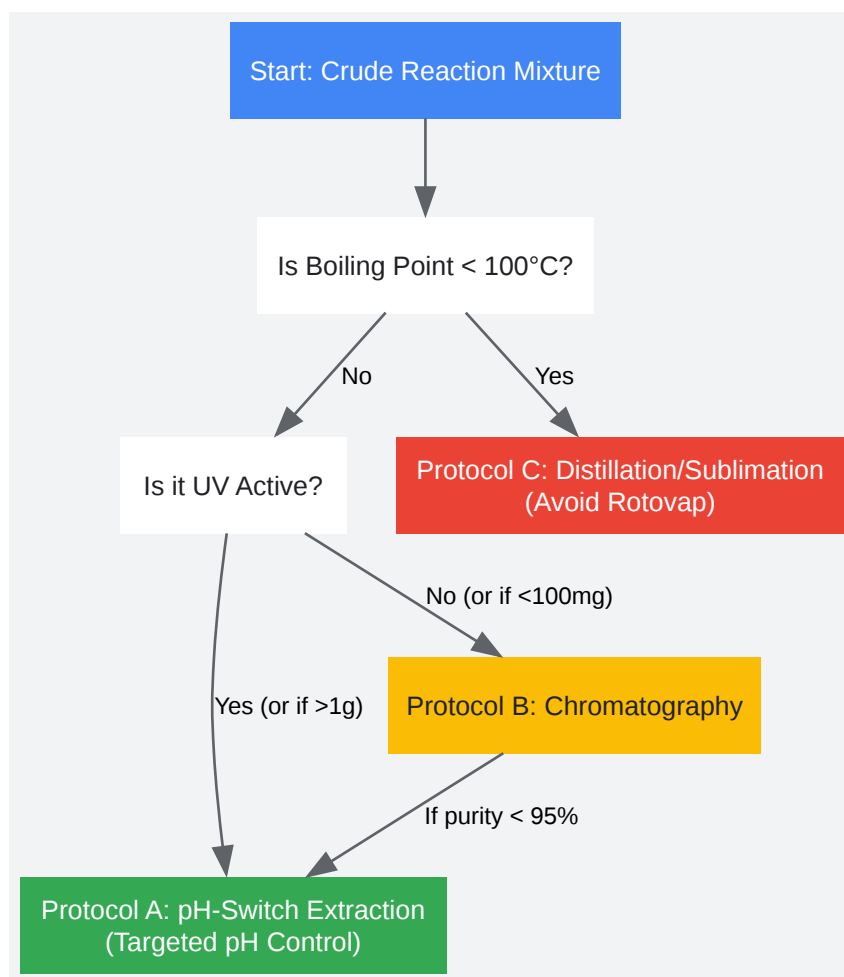 Start: Crude Reaction Mixture
Is Boiling Point < 100°C?
No
Yes
Is it UV Active?
Protocol C: Distillation/Sublimation
(Avoid Rotovap)
No (or if <100mg)
Yes (or if >1g)
Protocol B: Chromatography
If purity < 95%
Protocol A: pH-Switch Extraction
(Targeted pH Control)